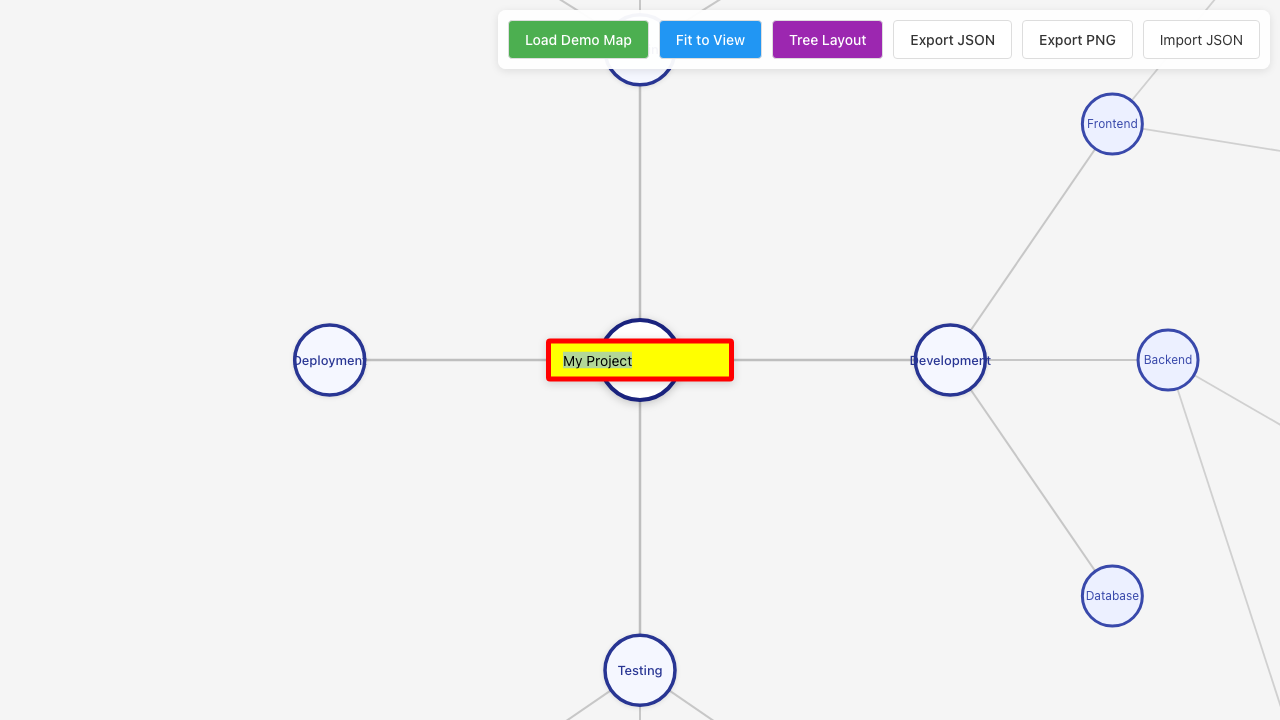 Load Demo Map
Fit to View
Tree Layout
Export JSON
Export PNG
Import JSON
Frontend
Deployment
My Project
Development
Backend
Database
Testing